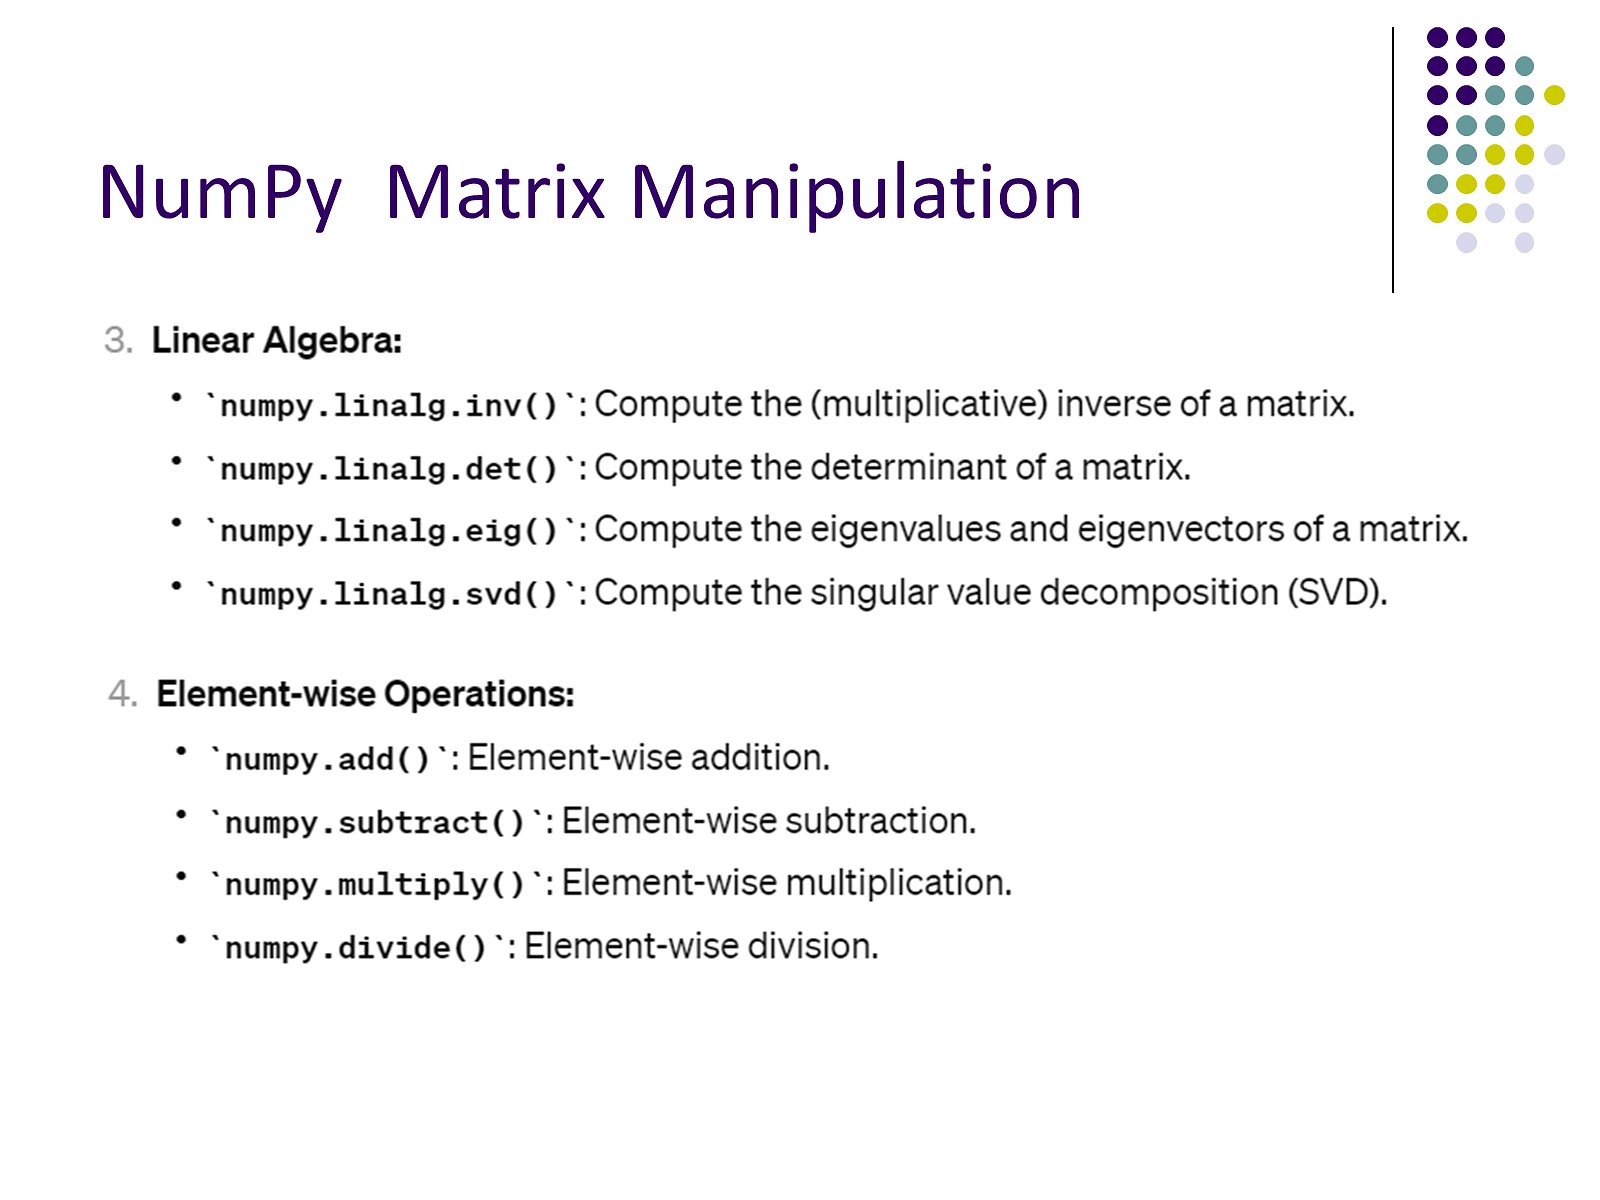 NumPy  Matrix Manipulation
3. Linear Algebra:
• `numpy.linalg.inv()`: Compute the (multiplicative) inverse of a matrix.
• `numpy.linalg.det()`: Compute the determinant of a matrix.
• `numpy.linalg.eig()`: Compute the eigenvalues and eigenvectors of a matrix.
• `numpy.linalg.svd()`: Compute the singular value decomposition (SVD).
4. Element-wise Operations:
• `numpy.add()`: Element-wise addition.
• `numpy.subtract()`: Element-wise subtraction.
• `numpy.multiply()`: Element-wise multiplication.
• `numpy.divide()`: Element-wise division.